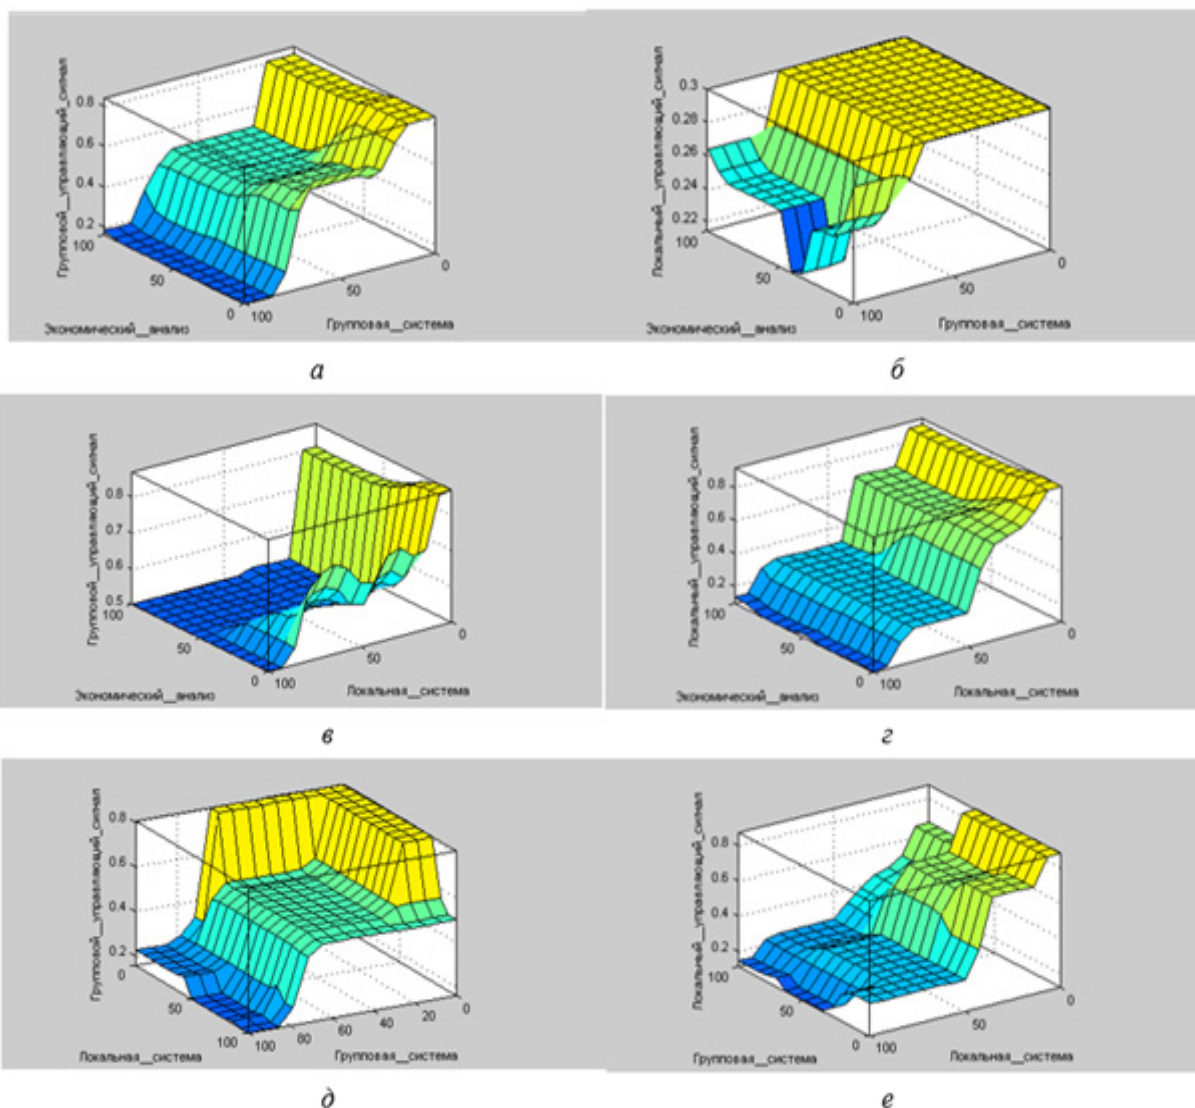 Групповой__управляющий_сигнал
0.8
0.6
0.4
0.2
100
50
0
100
50
0
Экономический__анализ
Групповая__система
а
Локальный__управляющий_сигнал
0.3
0.28
0.26
0.24
0.22
100
50
0
100
50
0
Экономический__анализ
Групповая__система
б
Групповой__управляющий_сигнал
0.8
0.7
0.6
0.5
100
50
0
100
50
0
Экономический__анализ
Локальная__система
в
Локальный__управляющий_сигнал
0.8
0.6
0.4
0.2
100
50
0
100
50
0
Экономический__анализ
Локальная__система
г
Групповой__управляющий_сигнал
0.8
0.6
0.4
0.2
0
50
100
100
80
60
40
20
0
Локальная__система
Групповая__система
д
Локальный__управляющий_сигнал
0.8
0.6
0.4
0.2
100
50
0
100
50
0
Групповая__система
Локальная__система
е